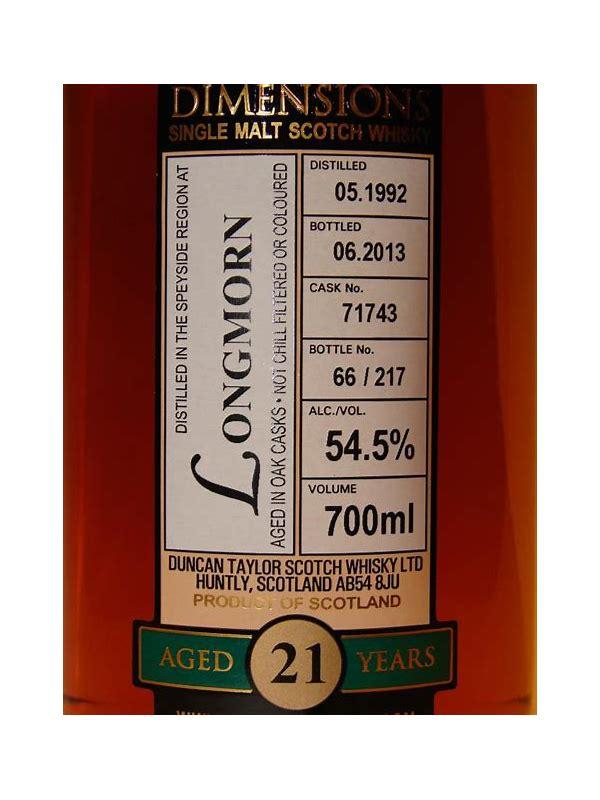 DIMENSIONS
SINGLE MALT SCOTCH WHISKY
DISTILLED IN THE SPEYSIDE REGION AT
LONGMORN
AGED IN OAK CASKS • NOT CHILL FILTERED OR COLOURED
DISTILLED
05.1992
BOTTLED
06.2013
CASK No.
71743
BOTTLE No.
66 / 217
ALC./VOL.
54.5%
VOLUME
700ml
DUNCAN TAYLOR SCOTCH WHISKY LTD
HUNTLY, SCOTLAND AB54 8JU
PRODUCT OF SCOTLAND
AGED 21 YEARS